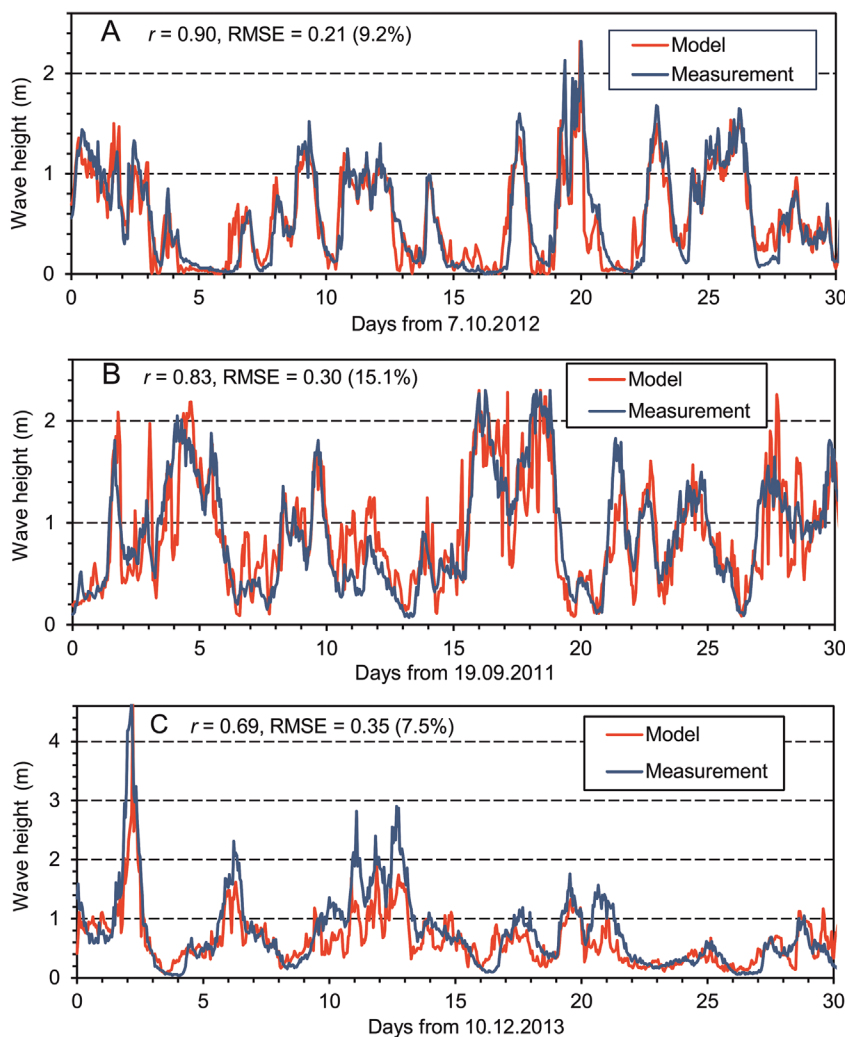 A
r = 0.90, RMSE = 0.21 (9.2%)
Model
Measurement
Wave height (m)
2
1
0
0 5 10 15 20 25 30
Days from 7.10.2012
B
r = 0.83, RMSE = 0.30 (15.1%)
Model
Measurement
Wave height (m)
2
1
0
0 5 10 15 20 25 30
Days from 19.09.2011
C
r = 0.69, RMSE = 0.35 (7.5%)
Model
Measurement
Wave height (m)
4
3
2
1
0
0 5 10 15 20 25 30
Days from 10.12.2013